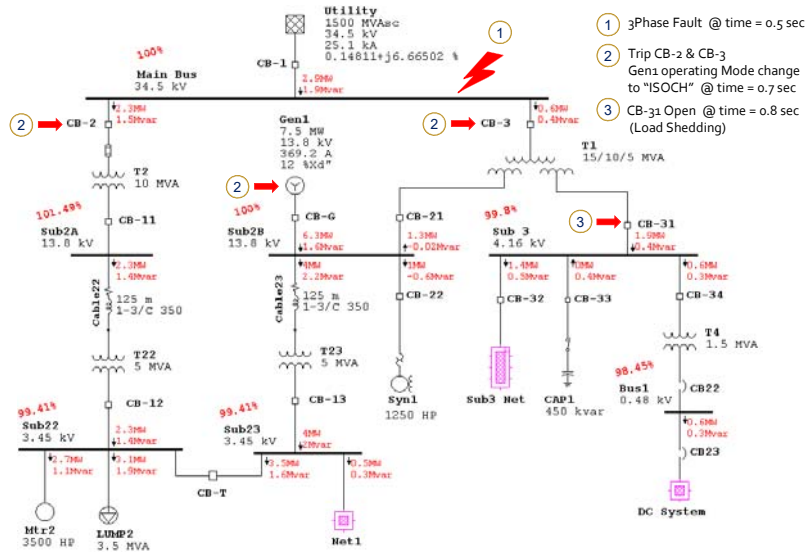 Utility
1500 MVAsc
34.5 kV
25.1 kA
0.14811+j6.66502 %
1
1 3Phase Fault @ time = 0.5 sec
2 Trip CB-2 & CB-3
Gen1 operating Mode change
to "ISOCH" @ time = 0.7 sec
3 CB-31 Open @ time = 0.8 sec
(Load Shedding)
100%
CB-1
Main Bus
34.5 kV
2.9MW
1.9Mvar
2.3MW
1.5Mvar
2
CB-2
0.6MW
0.4Mvar
2
CB-3
Gen1
7.5 MW
13.8 kV
369.2 A
12 %Xd"
2
T1
15/10/5 MVA
T2
10 MVA
101.49%
CB-11
Sub2A
13.8 kV
100%
CB-G
Sub2B
13.8 kV
6.3MW
1.6Mvar
CB-21
1.3MW
-0.02Mvar
99.8%
Sub 3
4.16 kV
3
CB-31
1.9MW
0.4Mvar
2.3MW
1.4Mvar
4MW
2.2Mvar
1MW
-0.6Mvar
1.4MW
0.5Mvar
0MW
0.4Mvar
0.6MW
0.3Mvar
Cable22
125 m
1-3/C 350
Cable23
125 m
1-3/C 350
CB-22
CB-32
CB-33
CB-34
T22
5 MVA
T23
5 MVA
T4
1.5 MVA
Syn1
1250 HP
Sub3 Net
CAP1
450 kvar
98.45%
Bus1
0.48 kV
CB22
0.6MW
0.3Mvar
CB23
DC System
99.41%
CB-12
Sub22
3.45 kV
2.3MW
1.4Mvar
99.41%
CB-13
Sub23
3.45 kV
4MW
2Mvar
2.7MW
1.1Mvar
3.1MW
1.9Mvar
CB-T
3.5MW
1.6Mvar
0.5MW
0.3Mvar
Mtr2
3500 HP
LUMP2
3.5 MVA
Net1